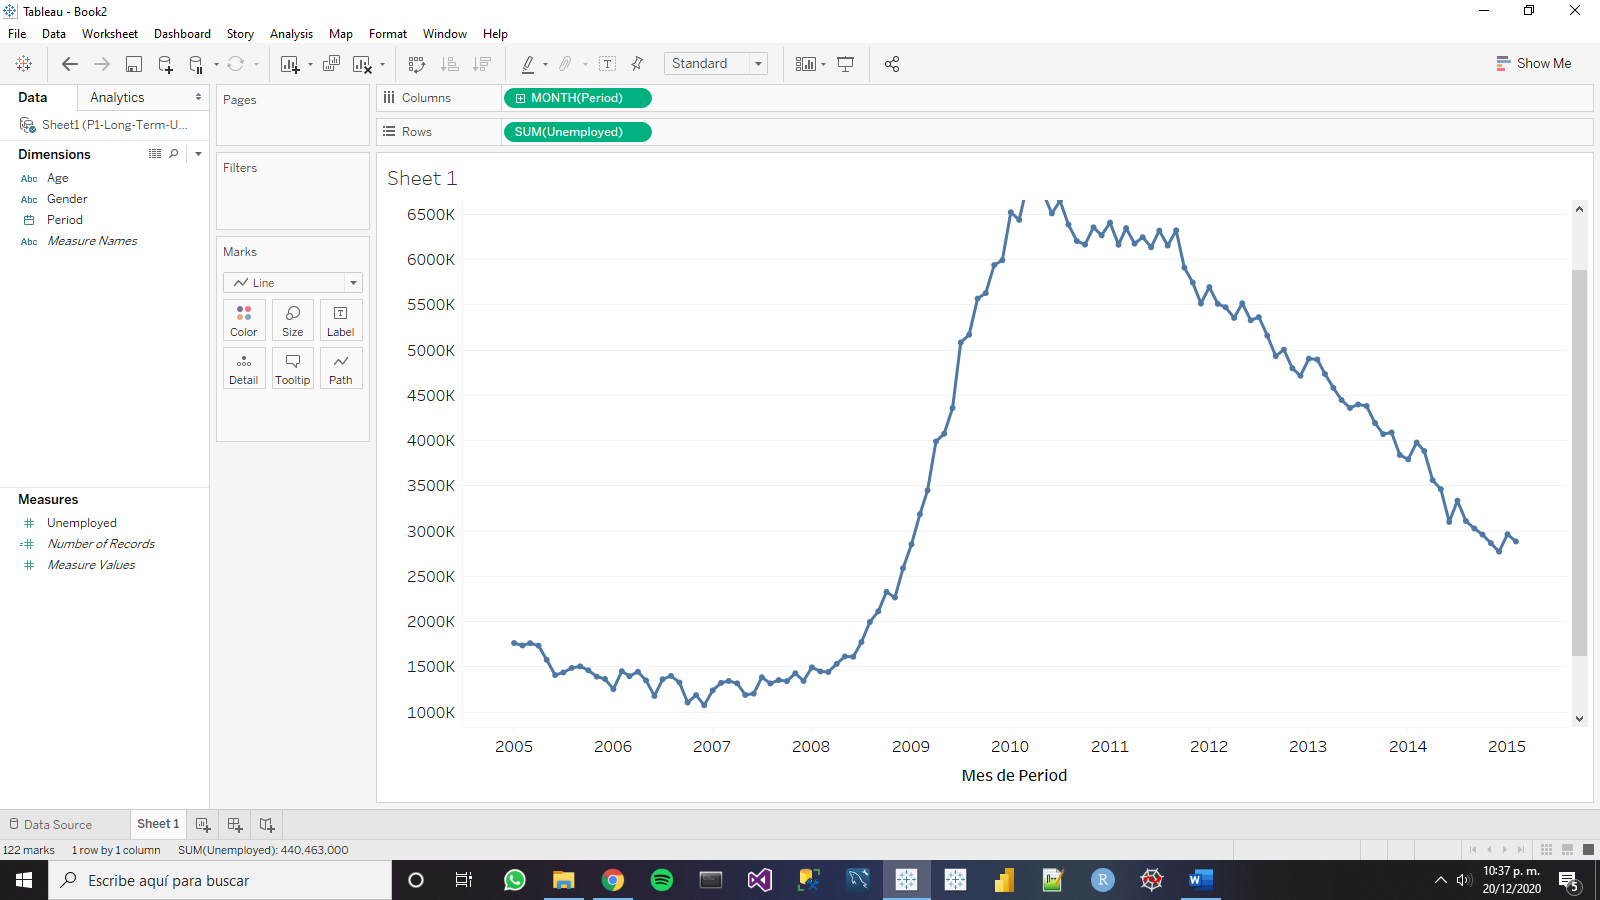 Tableau - Book2
File Data Worksheet Dashboard Story Analysis Map Format Window Help
Standard
Show Me
Data Analytics
Sheet1 (P1-Long-Term-U...
Dimensions
Abc Age
Abc Gender
Period
Abc Measure Names
Measures
Unemployed
Number of Records
Measure Values
Pages
Filters
Marks
Line
Color Size Label
Detail Tooltip Path
Columns MONTH(Period)
Rows SUM(Unemployed)
Sheet 1
6500K
6000K
5500K
5000K
4500K
4000K
3500K
3000K
2500K
2000K
1500K
1000K
2005 2006 2007 2008 2009 2010 2011 2012 2013 2014 2015
Mes de Period
Data Source Sheet 1
122 marks 1 row by 1 column SUM(Unemployed): 440,463,000
Escribe aquí para buscar
10:37 p. m.
20/12/2020
5